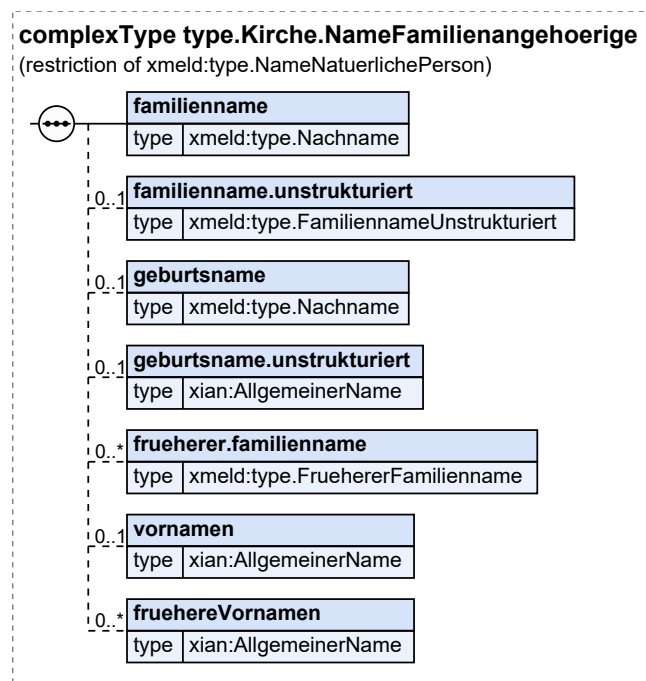 complexType type.Kirche.NameFamilienangehoerige
(restriction of xmeld:type.NameNatuerlichePerson)
familienname
type xmeld:type.Nachname
0..1 familienname.unstrukturiert
type xmeld:type.FamiliennameUnstrukturiert
0..1 geburtsname
type xmeld:type.Nachname
0..1 geburtsname.unstrukturiert
type xian:AllgemeinerName
0..* frueherer.familienname
type xmeld:type.FruehererFamilienname
0..1 vornamen
type xian:AllgemeinerName
0..* fruehereVornamen
type xian:AllgemeinerName